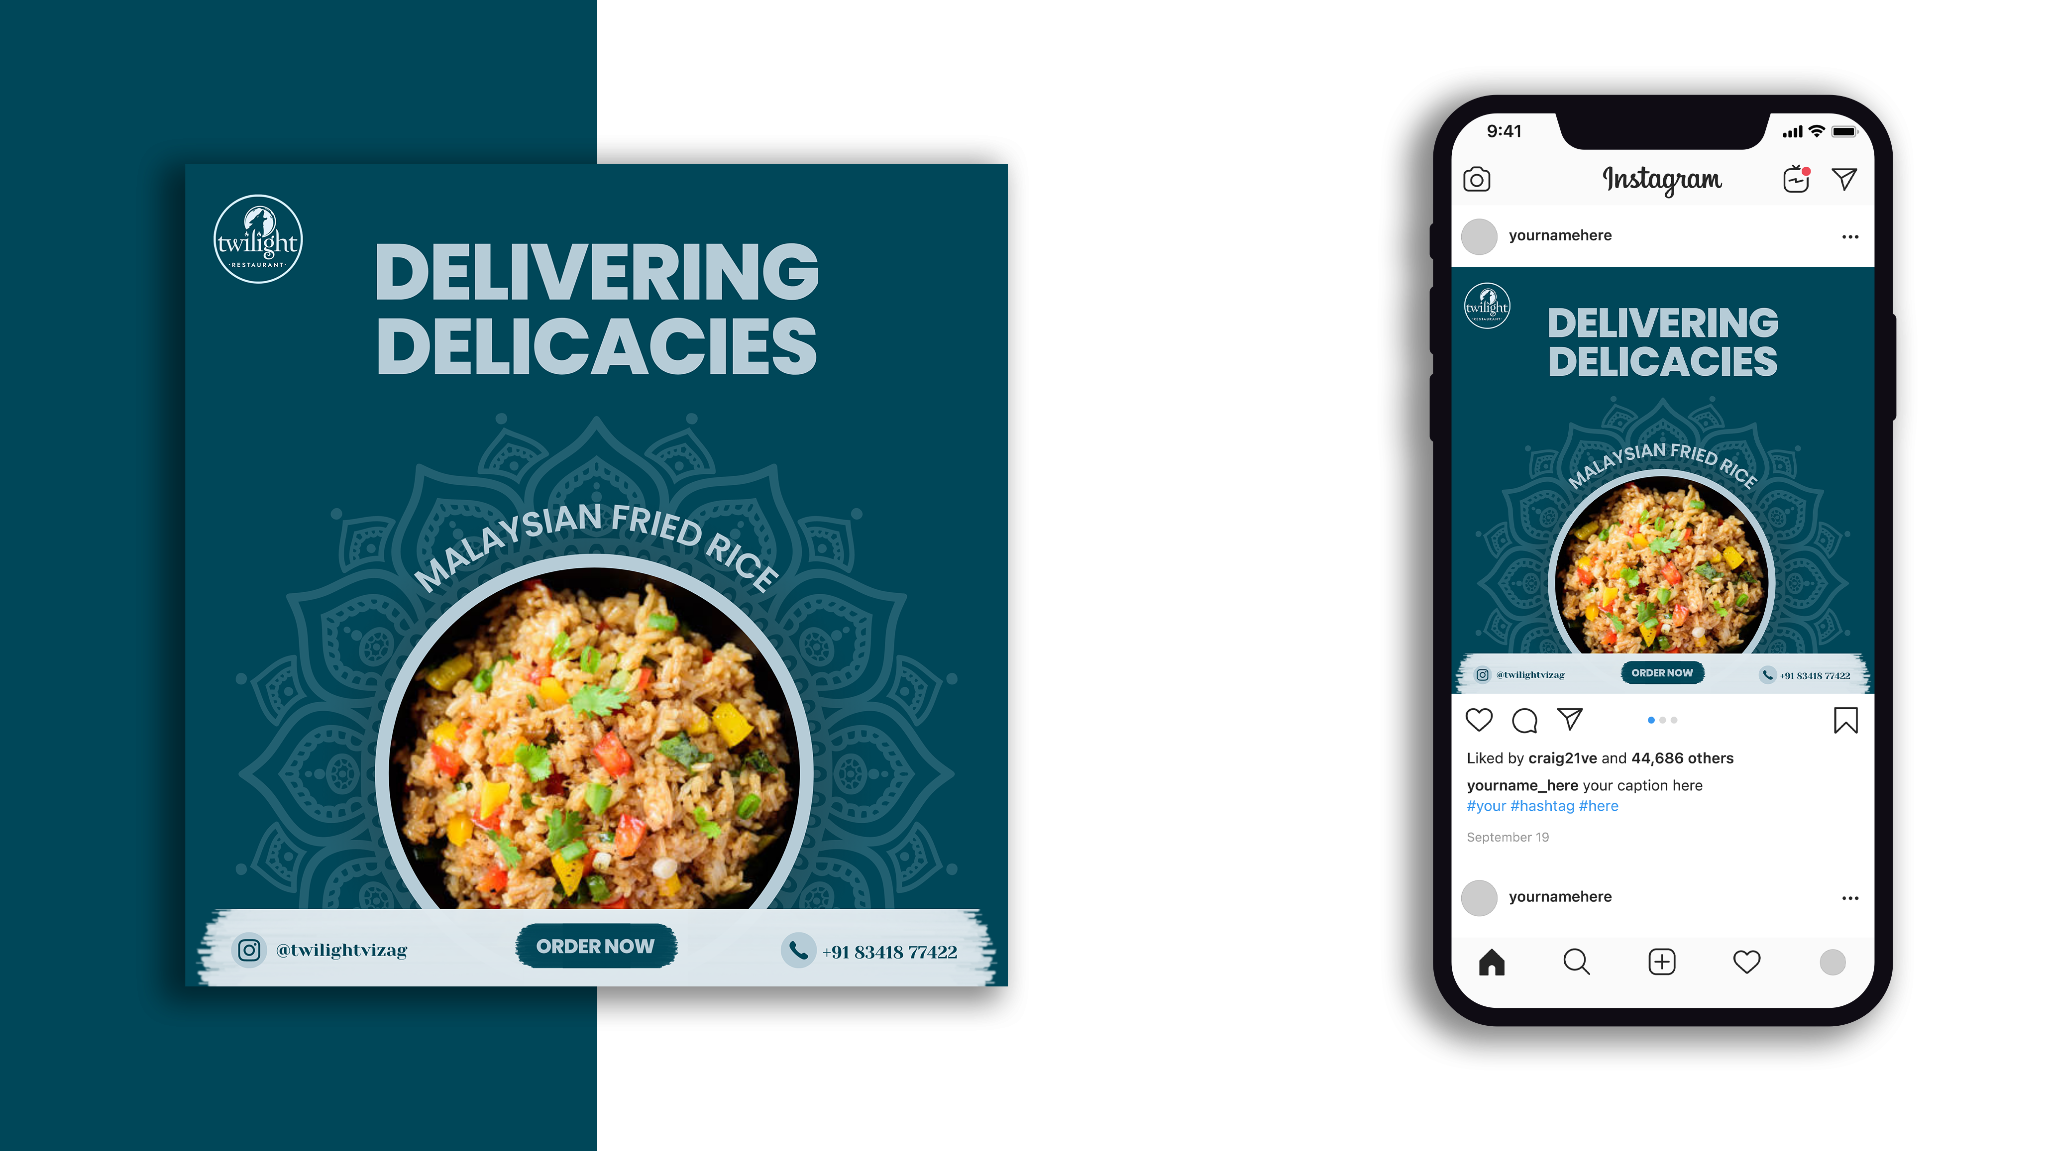 twilight
RESTAURANT
DELIVERING
DELICACIES
MALAYSIAN FRIED RICE
@twilightvizag
ORDER NOW
+91 83418 77422
9:41
Instagram
yournamehere
twilight
RESTAURANT
DELIVERING
DELICACIES
MALAYSIAN FRIED RICE
@twilightvizag
ORDER NOW
+91 83418 77422
Liked by craig21ve and 44,686 others
yourname_here your caption here
#your #hashtag #here
September 19
yournamehere